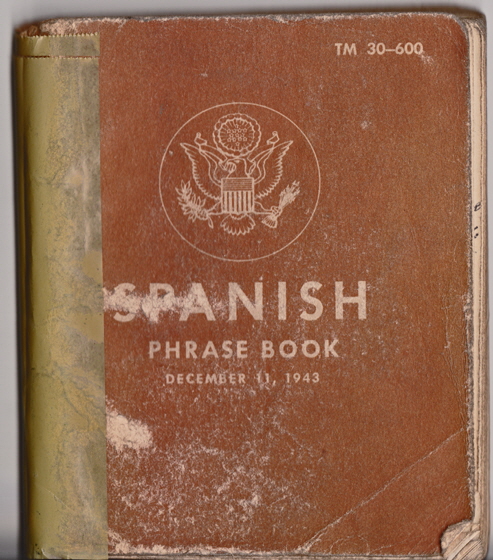 TM 30-600
SPANISH
PHRASE BOOK
DECEMBER 11, 1943